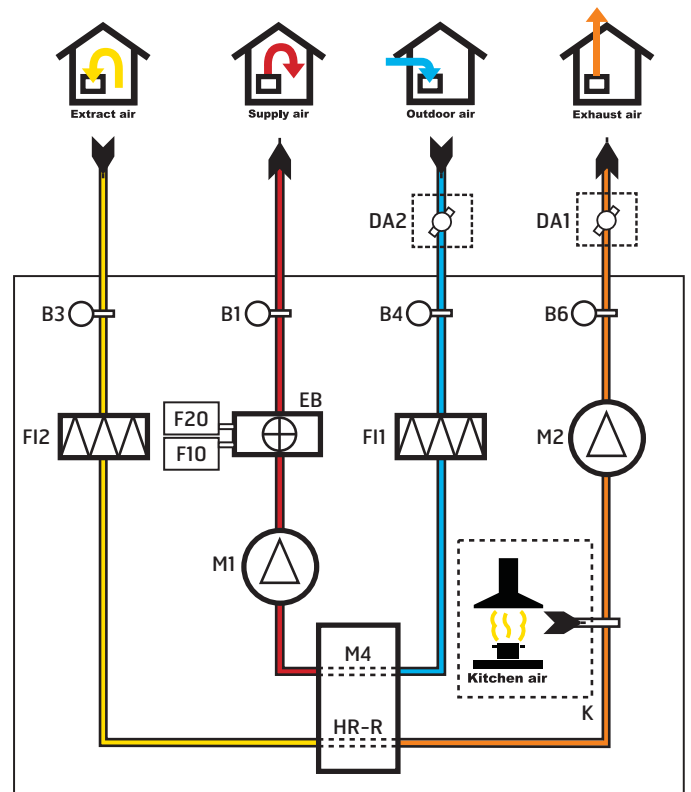 Extract air
Supply air
Outdoor air
Exhaust air
DA2
DA1
B3
B1
B4
B6
EB
F20
F10
FI2
FI1
M2
M1
Kitchen air
K
M4
HR-R